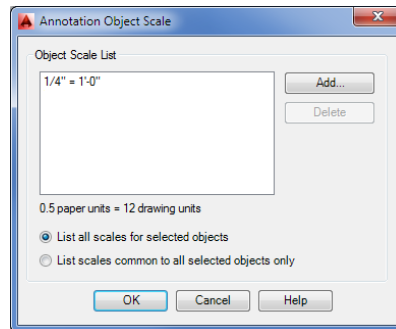 Annotation Object Scale
Object Scale List
1/4" = 1'-0"
Add...
Delete
0.5 paper units = 12 drawing units
List all scales for selected objects
List scales common to all selected objects only
OK
Cancel
Help